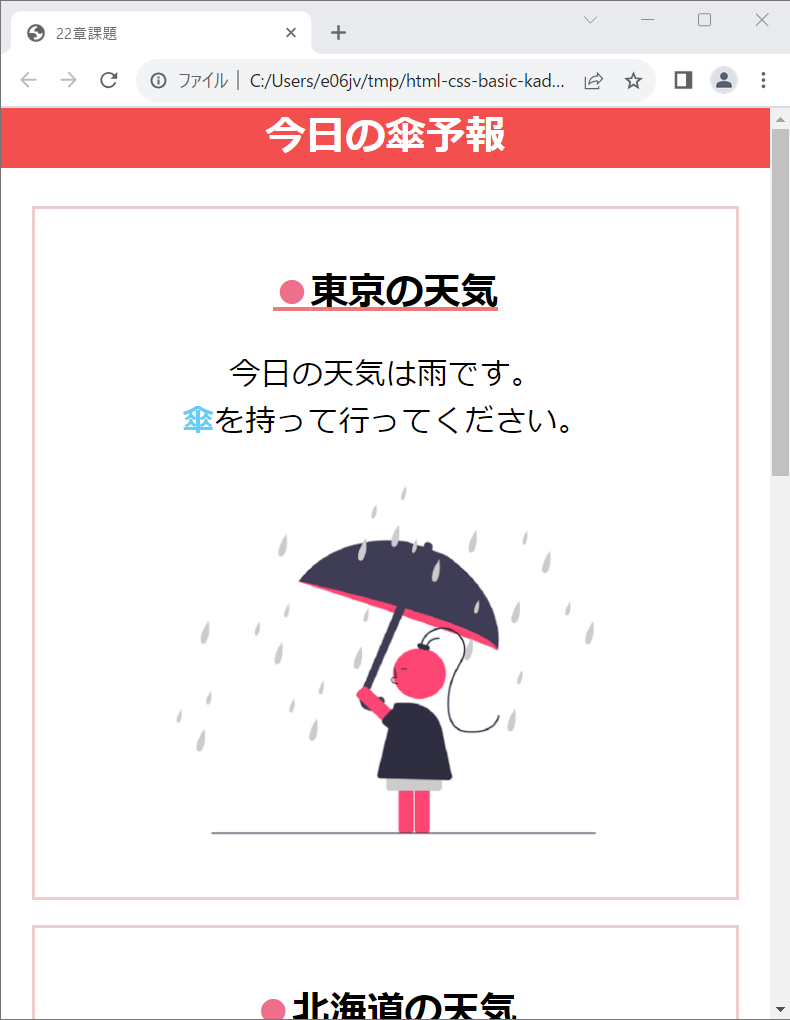 22章課題
ファイル | C:/Users/e06jv/tmp/html-css-basic-kad...
今日の傘予報
●東京の天気
今日の天気は雨です。
傘を持って行ってください。
●北海道の天気